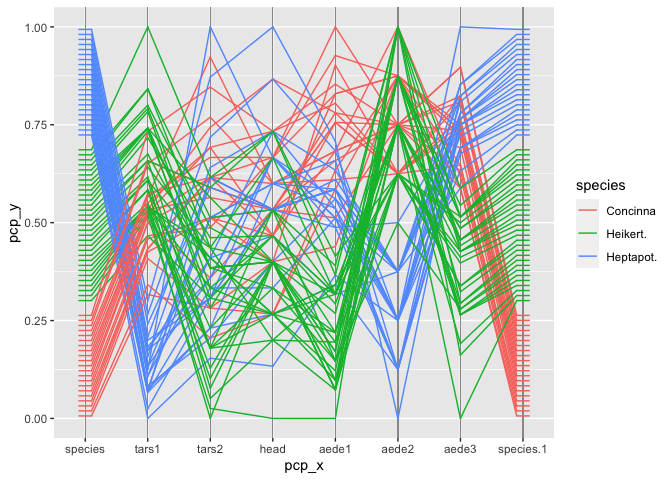 1.00
0.75
0.50
0.25
0.00
pcp_y
species tars1 tars2 head aede1 aede2 aede3 species.1
pcp_x
species
Concinna
Heikert.
Heptapot.